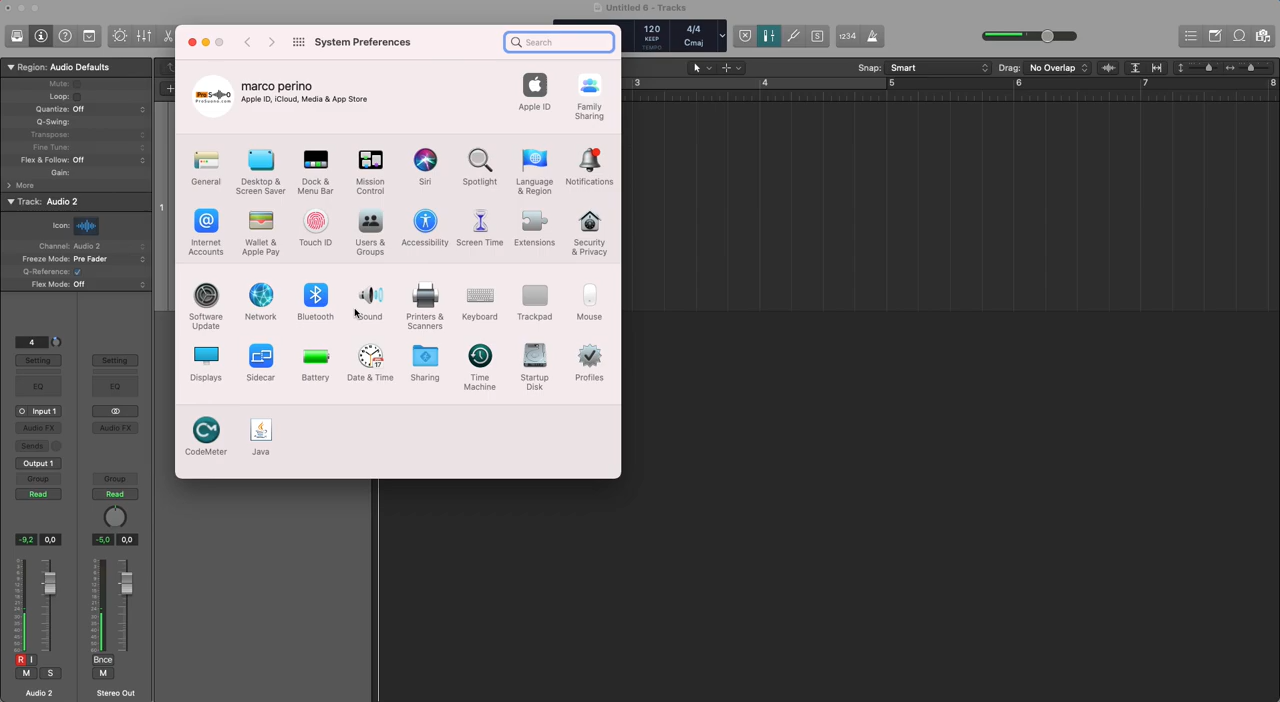 Untitled 6 - Tracks
System Preferences
Search
120
KEEP
TEMPO
4/4
Cmaj
S
1234
Region: Audio Defaults
Mute:
Loop:
Quantize: Off
Q-Swing:
Transpose:
Fine Tune:
Flex & Follow: Off
Gain:
More
Track: Audio 2
Icon:
Channel: Audio 2
Freeze Mode: Pre Fader
Q-Reference:
Flex Mode: Off
Snap: Smart
Drag: No Overlap
3
4
5
6
7
8
1
marco perino
Apple ID, iCloud, Media & App Store
Apple ID
Family
Sharing
General
Desktop &
Screen Saver
Dock &
Menu Bar
Mission
Control
Siri
Spotlight
Language
& Region
Notifications
Internet
Accounts
Wallet &
Apple Pay
Touch ID
Users &
Groups
Accessibility
Screen Time
Extensions
Security
& Privacy
Software
Update
Network
Bluetooth
Sound
Printers &
Scanners
Keyboard
Trackpad
Mouse
Displays
Sidecar
Battery
Date & Time
Sharing
Time
Machine
Startup
Disk
Profiles
CodeMeter
Java
4
Setting
Setting
EQ
EQ
Input 1
Audio FX
Audio FX
Sends
Output 1
Group
Group
Read
Read
-9,2
0,0
-5,0
0,0
R I
Bnce
M S
M
Audio 2
Stereo Out